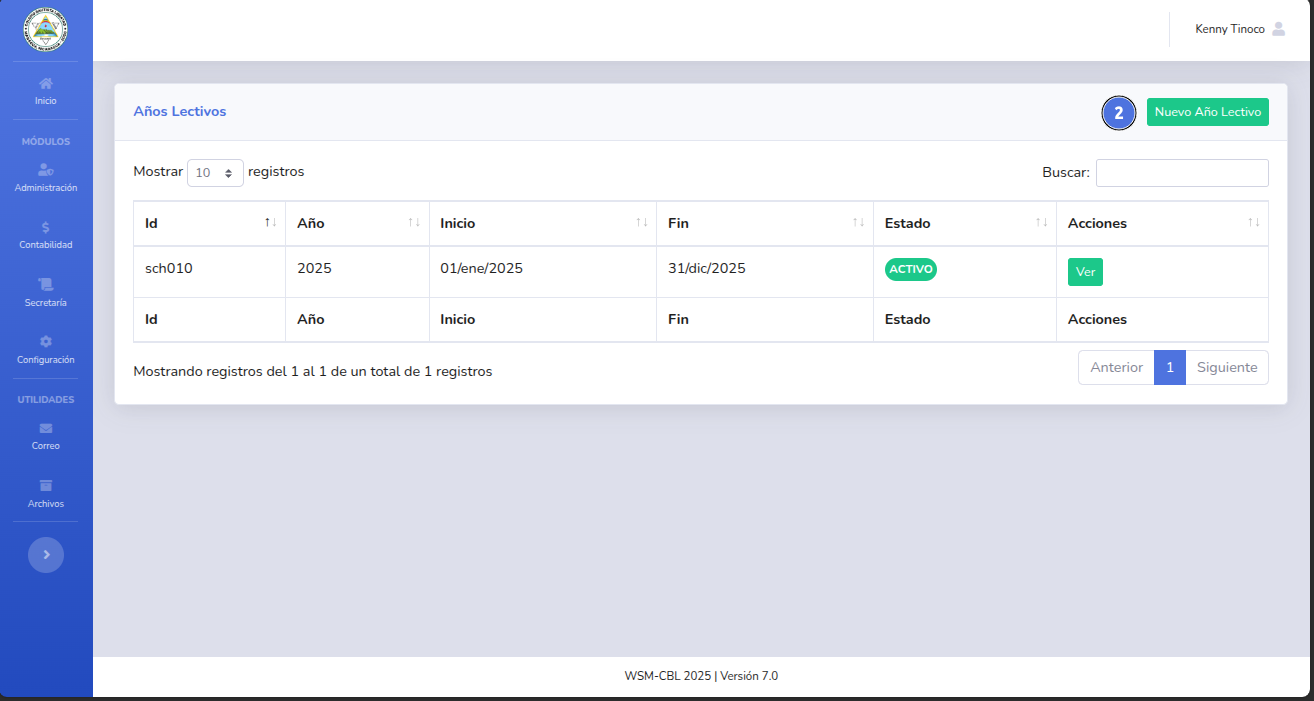 Kenny Tinoco
Inicio
MÓDULOS
Administración
Contabilidad
Secretaría
Configuración
UTILIDADES
Correo
Archivos
Años Lectivos
2
Nuevo Año Lectivo
Mostrar 10 registros
Buscar:
Id Año Inicio Fin Estado Acciones
sch010 2025 01/ene/2025 31/dic/2025 ACTIVO Ver
Id Año Inicio Fin Estado Acciones
Mostrando registros del 1 al 1 de un total de 1 registros
Anterior 1 Siguiente
WSM-CBL 2025 | Versión 7.0